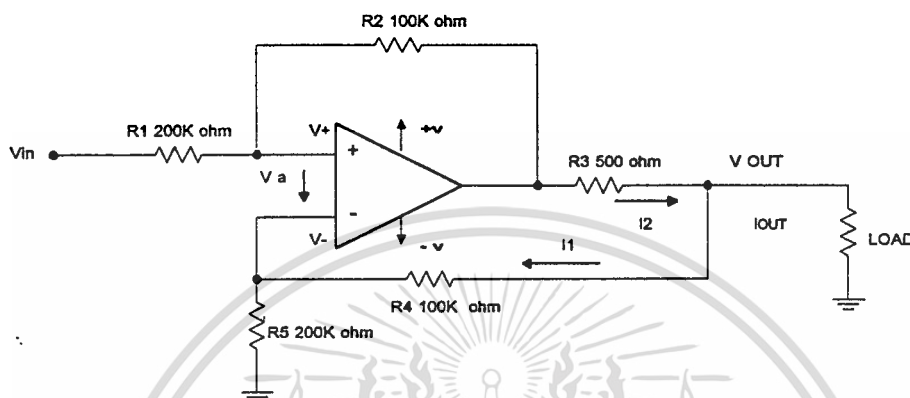 R2 100K ohm
R1 200K ohm
V+
+v
Vin
+
R3 500 ohm
V OUT
V a
-
I2
IOUT
V-
- v
I1
LOAD
R4 100K ohm
R5 200K ohm